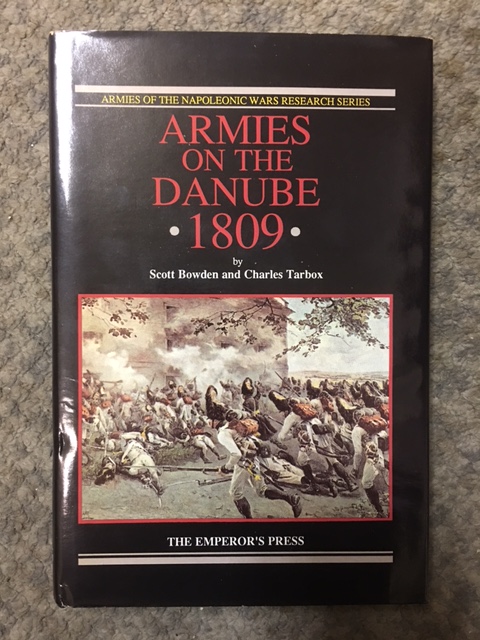 ARMIES OF THE NAPOLEONIC WARS RESEARCH SERIES
ARMIES
ON THE
DANUBE
• 1809 •
by
Scott Bowden and Charles Tarbox
THE EMPEROR'S PRESS